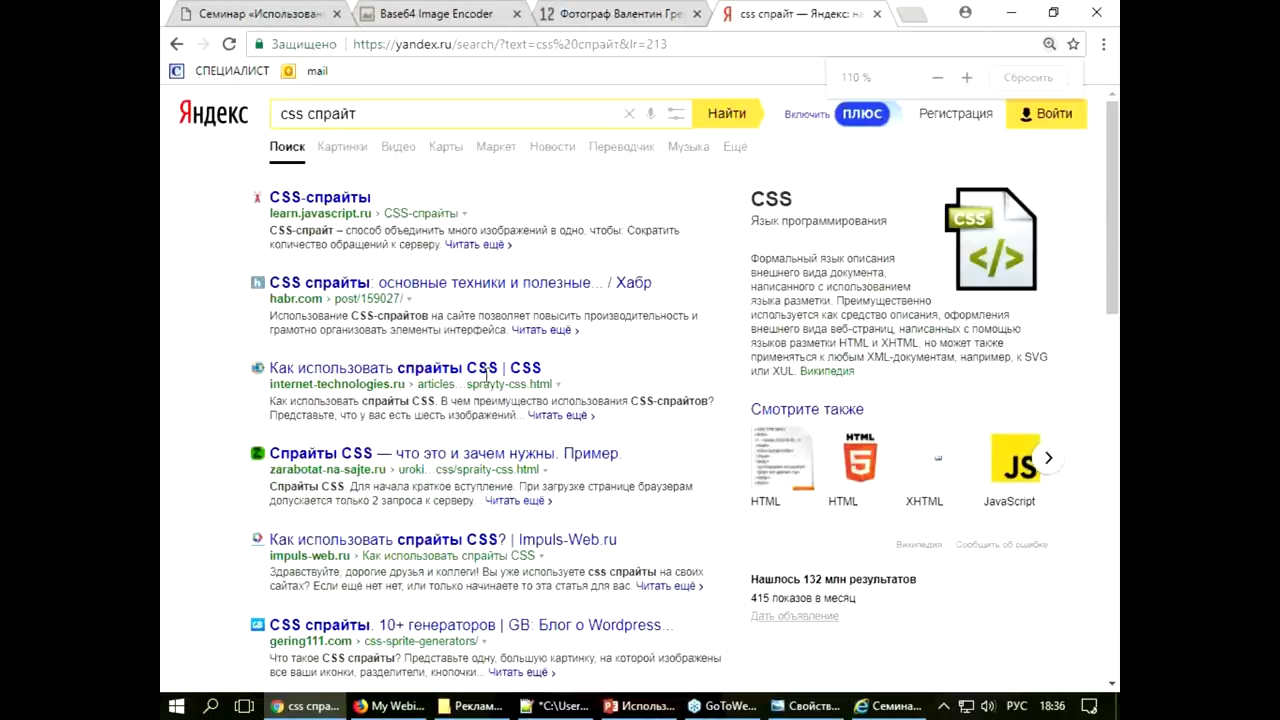 Семинар «Использован
Base64 Image Encoder
12 Фотограф Валентин Гре
css спрайт — Яндекс: на
Защищено
https://yandex.ru/search/?text=css%20спрайт&lr=213
СПЕЦИАЛИСТ
mail
110 %
Сбросить
Яндекс
css спрайт
Найти
Включить ПЛЮС
Регистрация
Войти
Поиск Картинки Видео Карты Маркет Новости Переводчик Музыка Ещё
CSS-спрайты
learn.javascript.ru › CSS-спрайты
CSS-спрайт – способ объединить много изображений в одно. чтобы: Сократить
количество обращений к серверу. Читать ещё ›
CSS спрайты: основные техники и полезные... / Хабр
habr.com › post/159027/
Использование CSS-спрайтов на сайте позволяет повысить производительность и
грамотно организовать элементы интерфейса. Читать ещё ›
Как использовать спрайты CSS | CSS
internet-technologies.ru › articles... sprayty-css.html
Как использовать спрайты CSS. В чем преимущество использования CSS-спрайтов?
Представьте, что у вас есть шесть изображений... Читать ещё ›
Спрайты CSS — что это и зачем нужны. Пример.
zarabotat-na-sajte.ru › uroki... css/spraity-css.html
Спрайты CSS. Для начала краткое вступление. При загрузке странице браузерам
допускается только 2 запроса к серверу... Читать ещё ›
Как использовать спрайты CSS? | Impuls-Web.ru
impuls-web.ru › Как использовать спрайты CSS
Здравствуйте, дорогие друзья и коллеги! Вы уже используете css спрайты на своих
сайтах? Если ещё нет нет, или только начинаете то эта статья для вас. Читать ещё ›
CSS спрайты. 10+ генераторов | GB: Блог о Wordpress...
gering111.com › css-sprite-generators/
Что такое CSS спрайты? Представьте одну, большую картинку, на которой изображены
все ваши иконки, разделители, кнопочки... Читать ещё ›
CSS
Язык программирования
CSS
</>
Формальный язык описания
внешнего вида документа,
написанного с использованием
языка разметки. Преимущественно
используется как средство описания, оформления
внешнего вида веб-страниц, написанных с помощью
языков разметки HTML и XHTML, но может также
применяться к любым XML-документам, например, к SVG
или XUL. Википедия
Смотрите также
HTML
5
JS
HTML HTML XHTML JavaScript
Википедия Сообщить об ошибке
Нашлось 132 млн результатов
415 показов в месяц
Дать объявление
css спра...
My Webi...
Реклам...
*C:\User...
Использ...
GoToWe...
Свойств...
Семина...
РУС
18:36